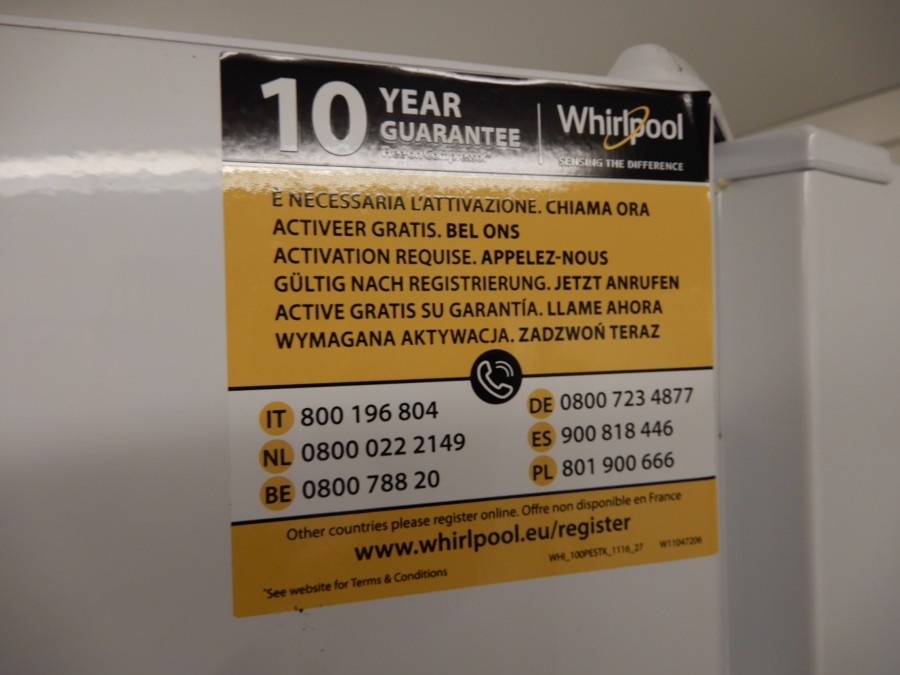 10 YEAR
GUARANTEE
Whirlpool
SENSING THE DIFFERENCE
È NECESSARIA L'ATTIVAZIONE. CHIAMA ORA
ACTIVEER GRATIS. BEL ONS
ACTIVATION REQUISE. APPELEZ-NOUS
GÜLTIG NACH REGISTRIERUNG. JETZT ANRUFEN
ACTIVE GRATIS SU GARANTÍA. LLAME AHORA
WYMAGANA AKTYWACJA. ZADZWOŃ TERAZ
IT 800 196 804
NL 0800 022 2149
BE 0800 788 20
DE 0800 723 4877
ES 900 818 446
PL 801 900 666
Other countries please register online. Offre non disponible en France
www.whirlpool.eu/register
WHI_100PESTK_1116_27 W11047206
*See website for Terms & Conditions